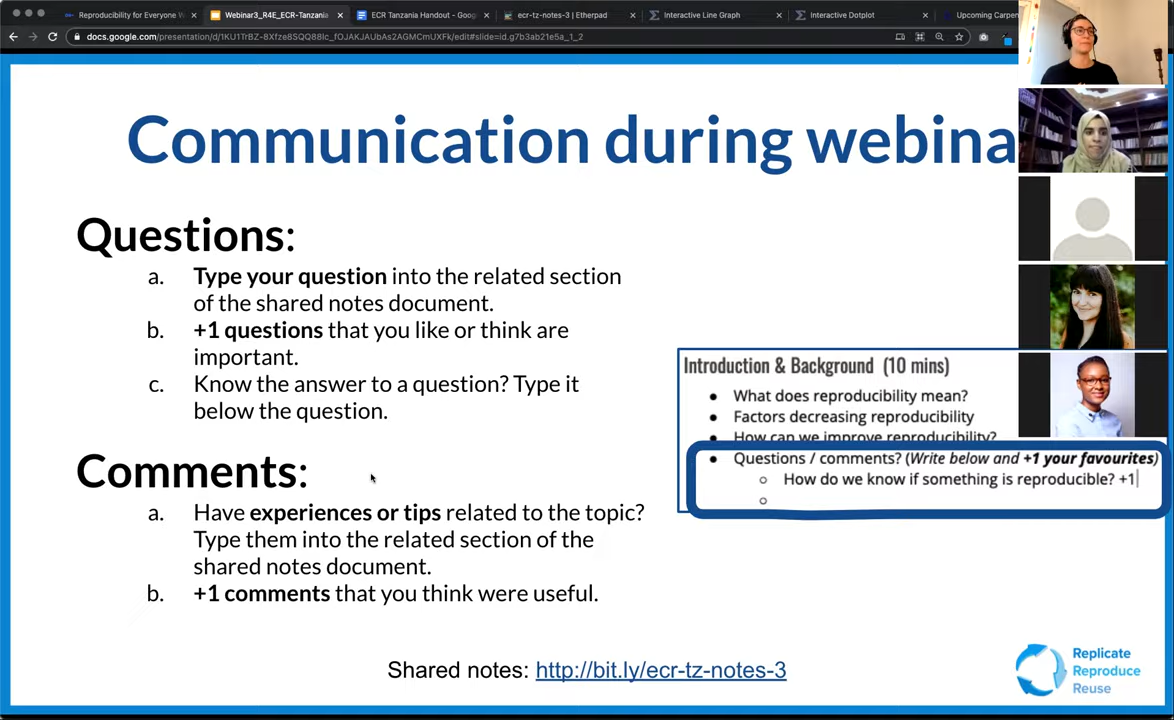 Reproducibility for Everyone
Webinar3_R4E_ECR-Tanzania
ECR Tanzania Handout - Goog
ecr-tz-notes-3 | Etherpad
Interactive Line Graph
Interactive Dotplot
Upcoming Carpen
docs.google.com/presentation/d/1KU1TrBZ-8Xfze8SQQ88Ic_fOJAKJAUbAs2AGMCmUXFk/edit#slide=id.g7b3ab21e5a_1_2
Communication during webina
Questions:
a. Type your question into the related section
of the shared notes document.
b. +1 questions that you like or think are
important.
c. Know the answer to a question? Type it
below the question.
Comments:
a. Have experiences or tips related to the topic?
Type them into the related section of the
shared notes document.
b. +1 comments that you think were useful.
Introduction & Background (10 mins)
What does reproducibility mean?
Factors decreasing reproducibility
How can we improve reproducibility?
Questions / comments? (Write below and +1 your favourites)
How do we know if something is reproducible? +1
Shared notes: http://bit.ly/ecr-tz-notes-3
Replicate
Reproduce
Reuse